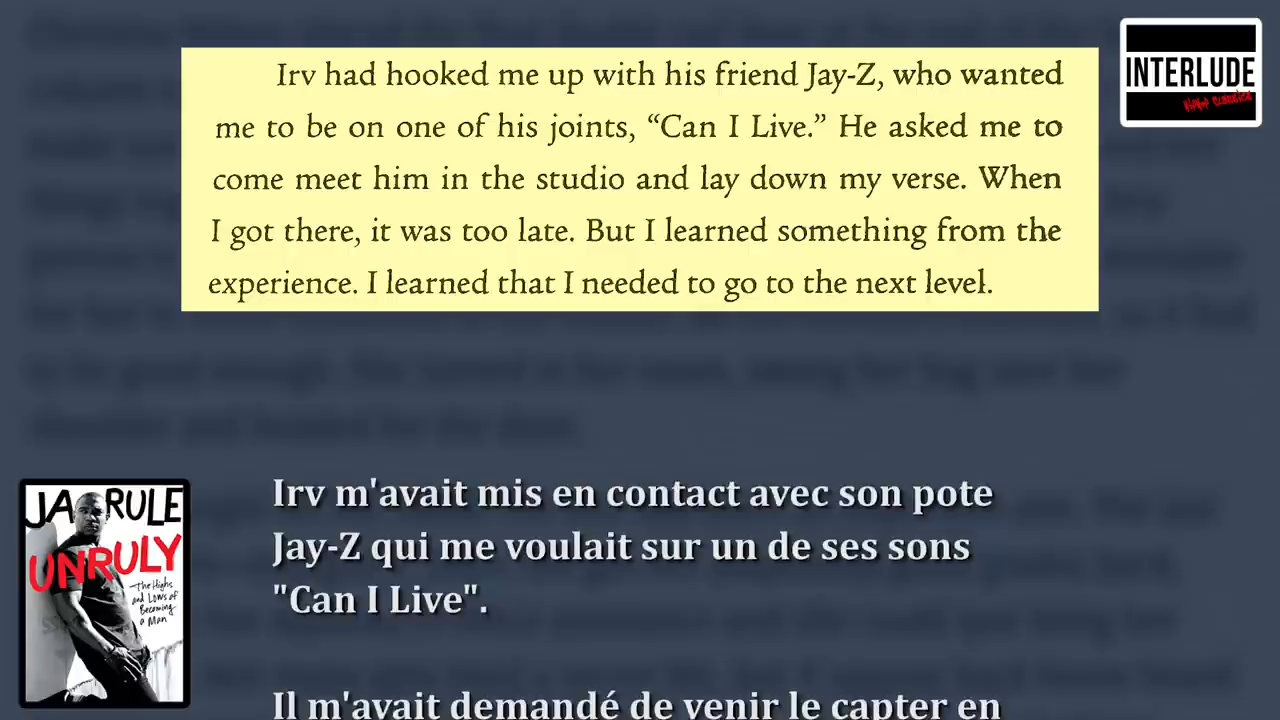 INTERLUDE
Irv had hooked me up with his friend Jay-Z, who wanted
me to be on one of his joints, “Can I Live.” He asked me to
come meet him in the studio and lay down my verse. When
I got there, it was too late. But I learned something from the
experience. I learned that I needed to go to the next level.
JA RULE
UNRULY
The Highs
and Lows of
Becoming
a Man
Irv m'avait mis en contact avec son pote
Jay-Z qui me voulait sur un de ses sons
"Can I Live".
Il m'avait demandé de venir le capter en